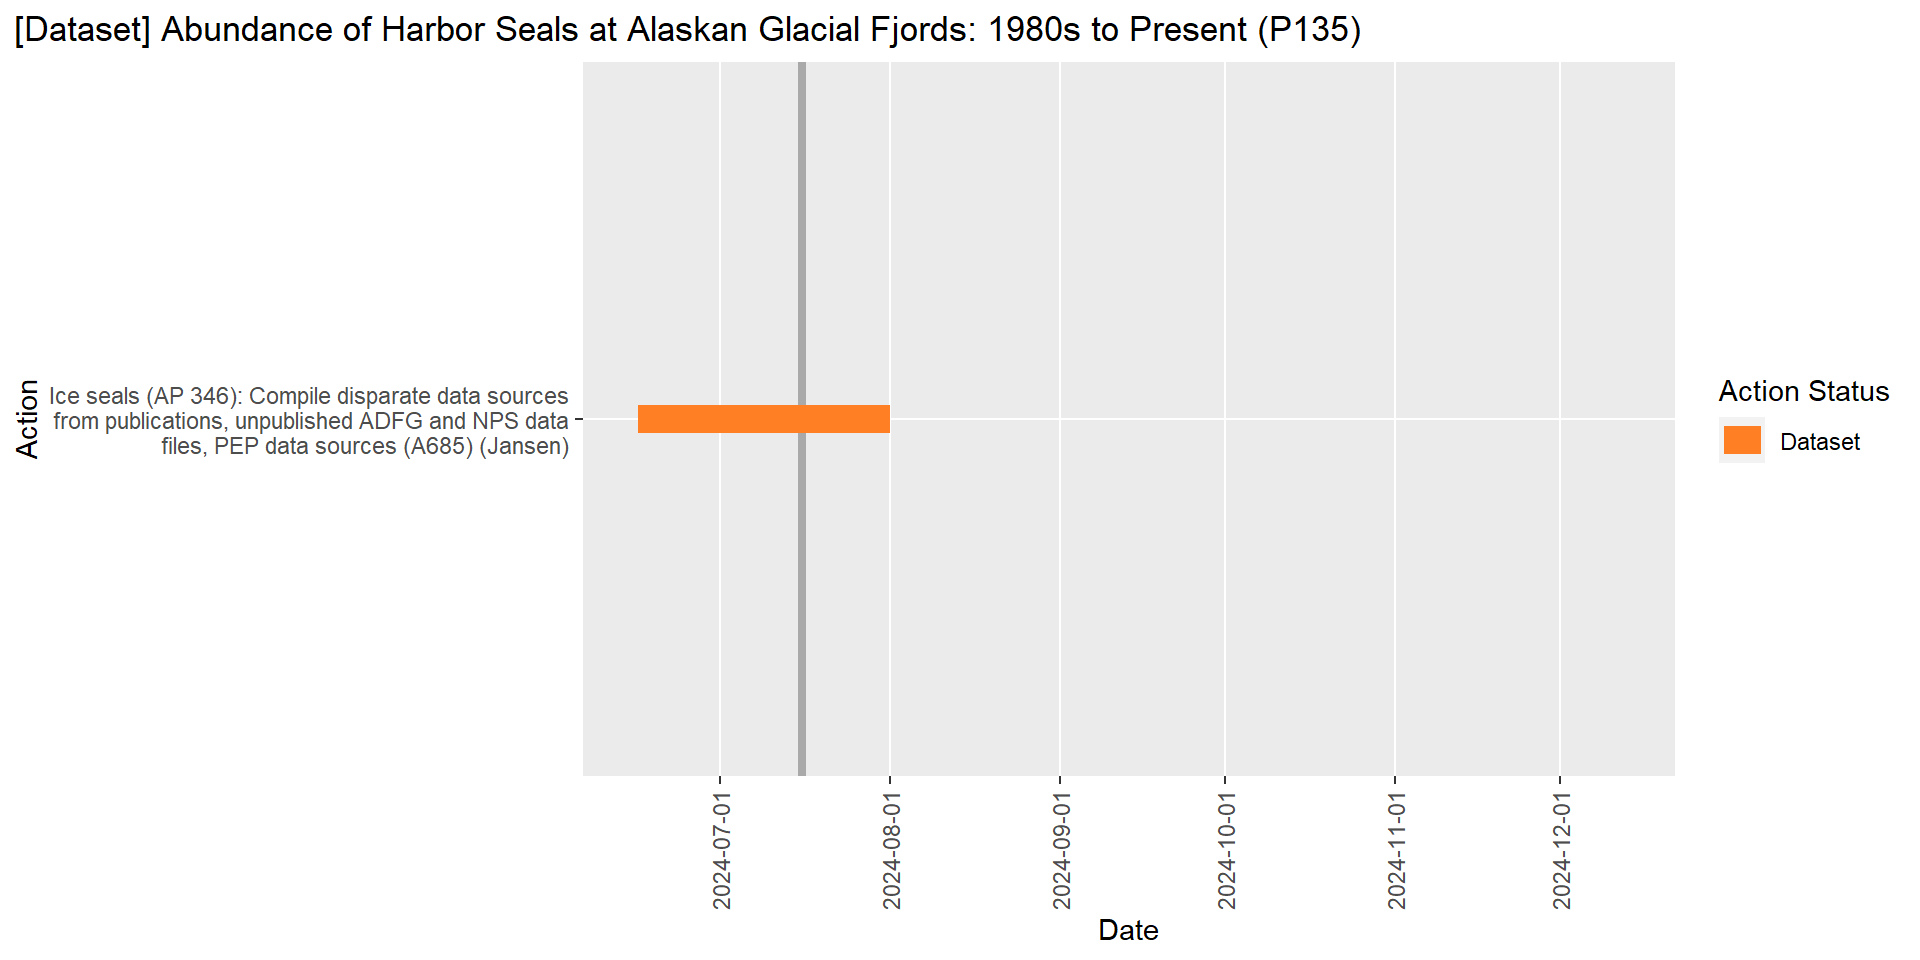 [Dataset] Abundance of Harbor Seals at Alaskan Glacial Fjords: 1980s to Present (P135)
Action
Ice seals (AP 346): Compile disparate data sources
from publications, unpublished ADFG and NPS data
files, PEP data sources (A685) (Jansen)
Action Status
Dataset
2024-07-01
2024-08-01
2024-09-01
2024-10-01
2024-11-01
2024-12-01
Date